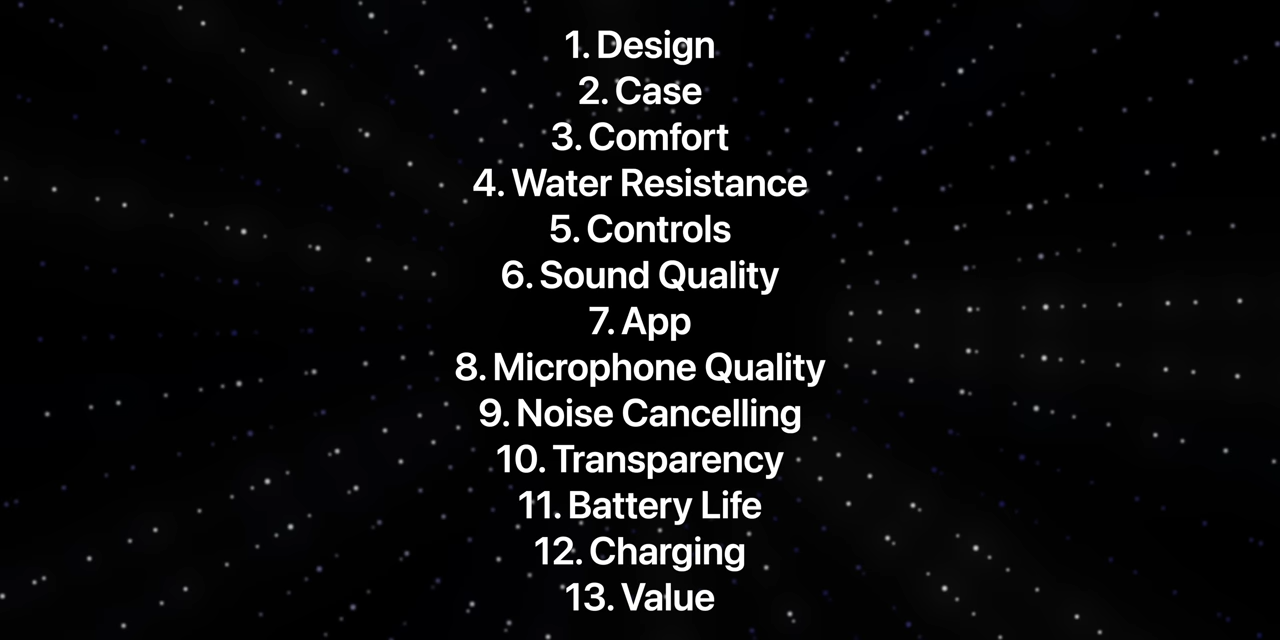 1. Design
2. Case
3. Comfort
4. Water Resistance
5. Controls
6. Sound Quality
7. App
8. Microphone Quality
9. Noise Cancelling
10. Transparency
11. Battery Life
12. Charging
13. Value